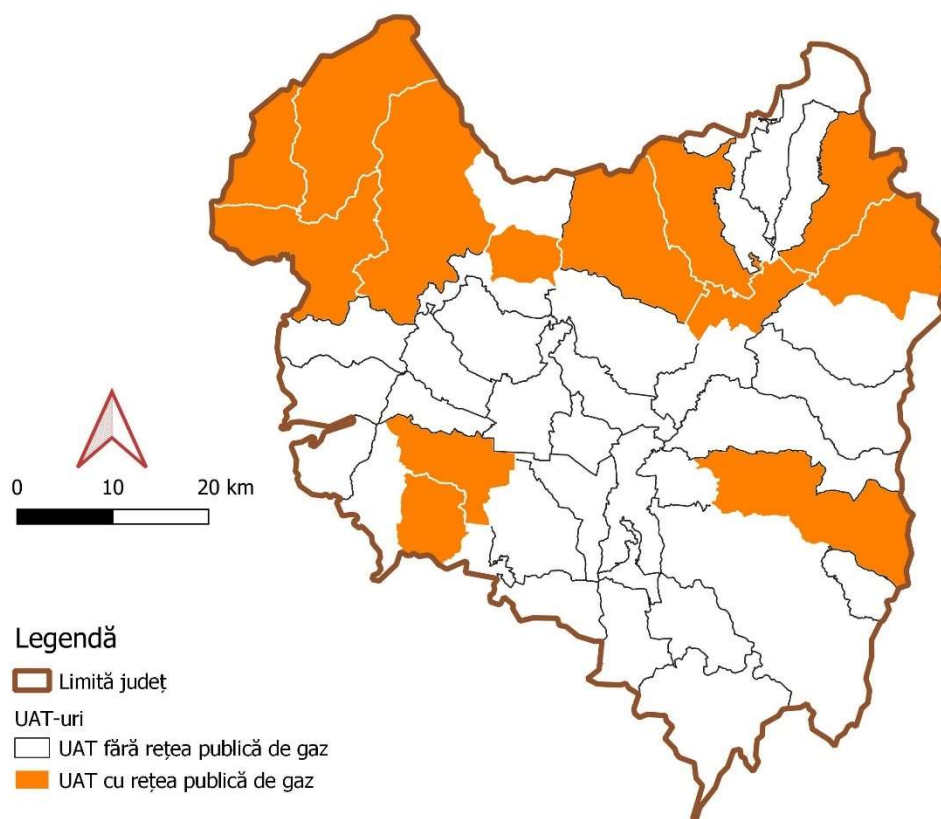 0 10 20 km
Legendă
Limită județ
UAT-uri
UAT fără rețea publică de gaz
UAT cu rețea publică de gaz